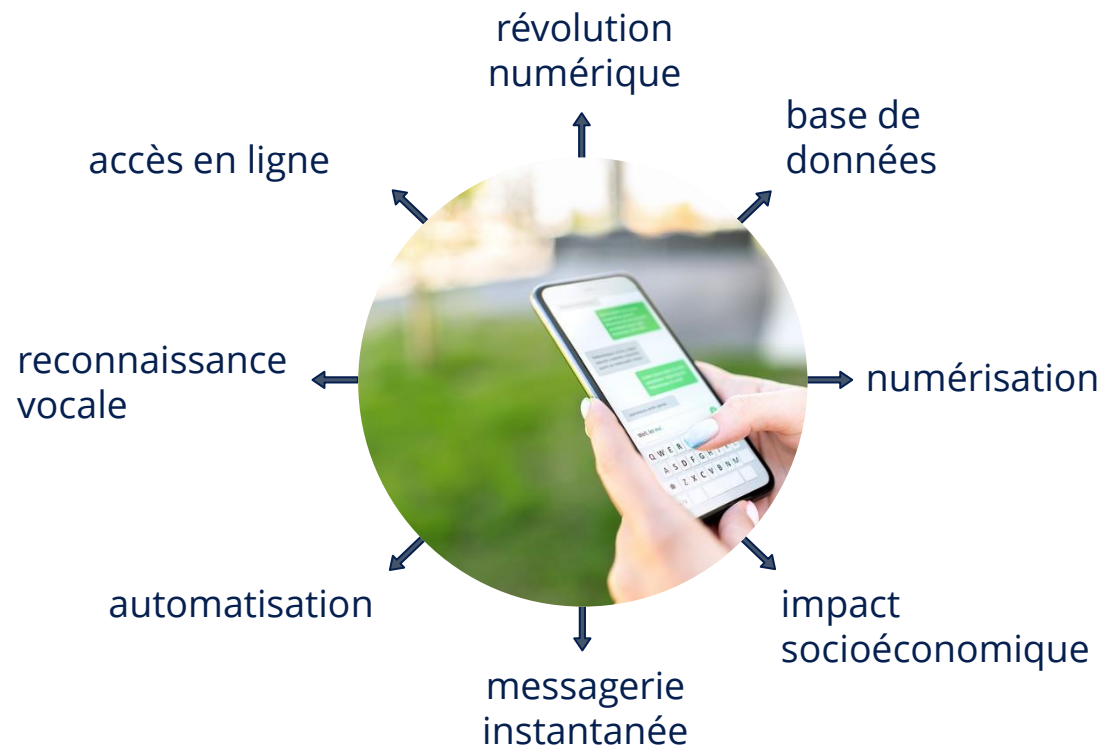 révolution
numérique
base de
données
accès en ligne
reconnaissance
vocale
numérisation
automatisation
impact
socioéconomique
messagerie
instantanée